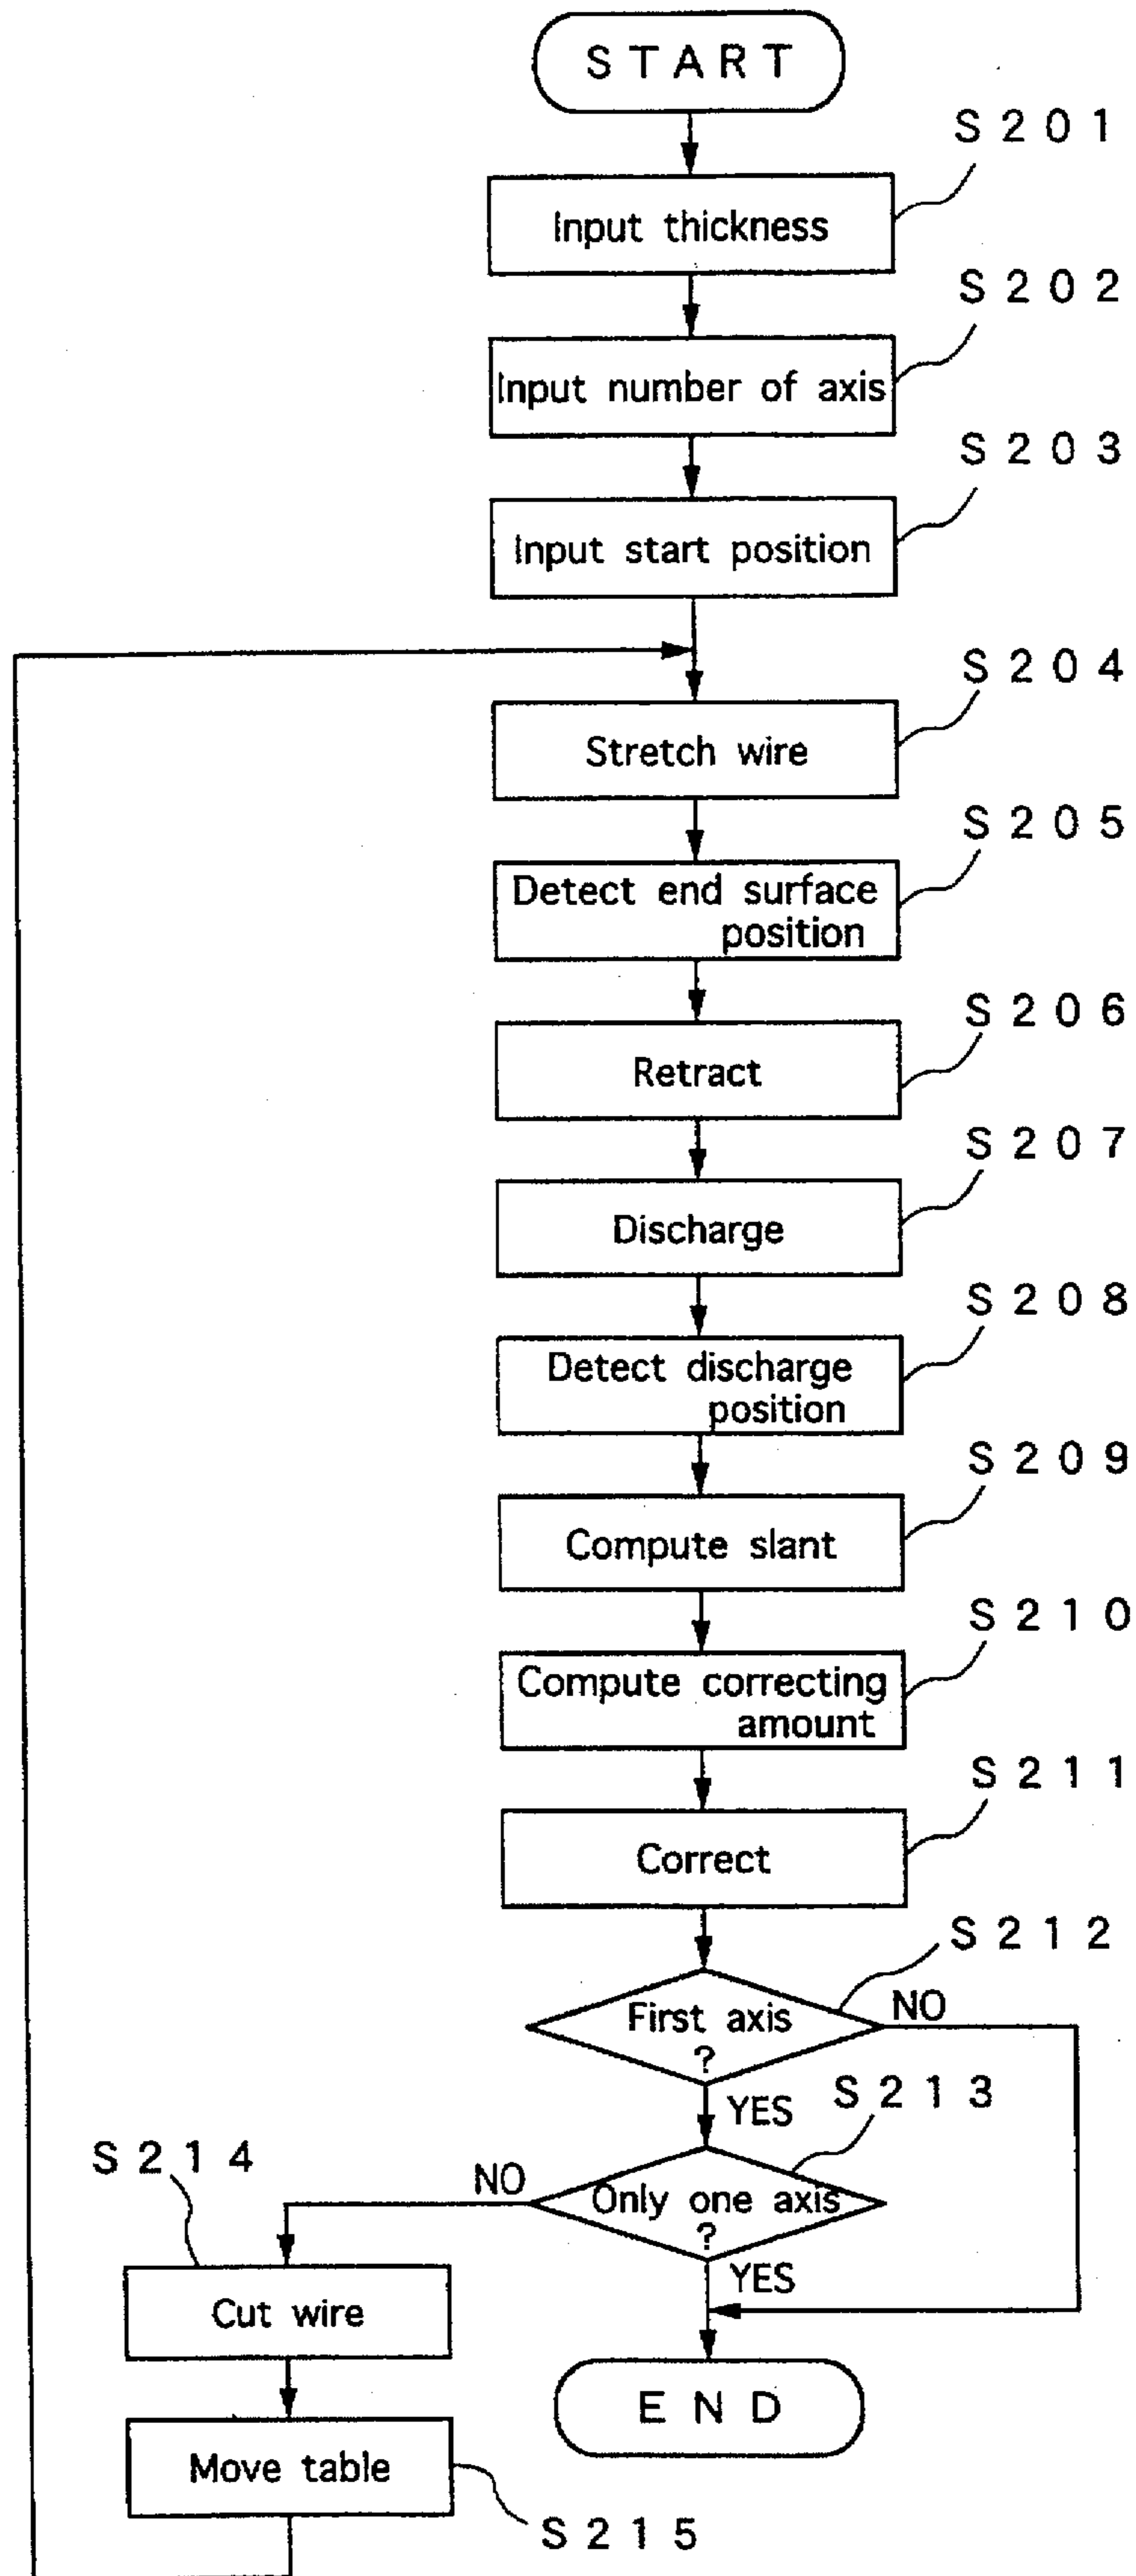 START
S201
Input thickness
S202
Input number of axis
S203
Input start position
S204
Stretch wire
S205
Detect end surface
position
S206
Retract
S207
Discharge
S208
Detect discharge
position
S209
Compute slant
S210
Compute correcting
amount
S211
Correct
S212
First axis
?
NO
YES
S213
Only one axis
?
NO
YES
S214
Cut wire
END
Move table
S215